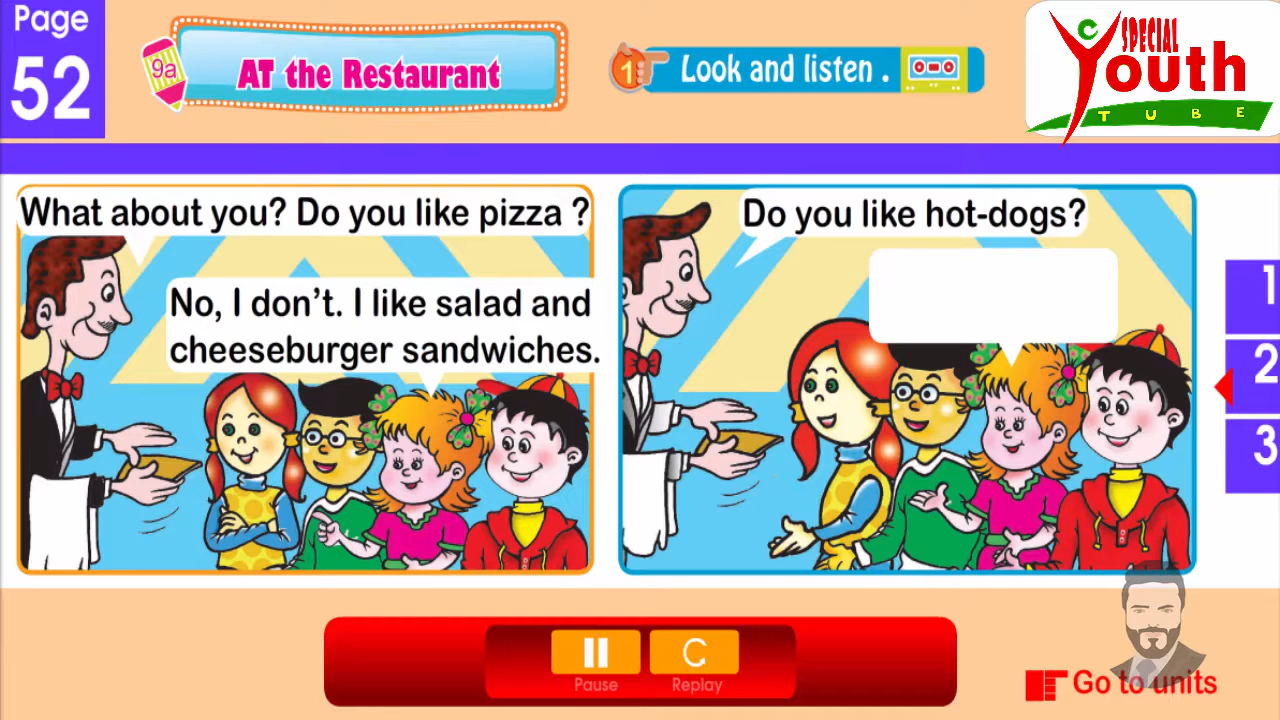 Page
52
9a
AT the Restaurant
1
Look and listen .
SPECIAL
Youth
C
TUBE
What about you? Do you like pizza ?
No, I don't. I like salad and
cheeseburger sandwiches.
Do you like hot-dogs?
1
2
3
Pause
Replay
Go to units